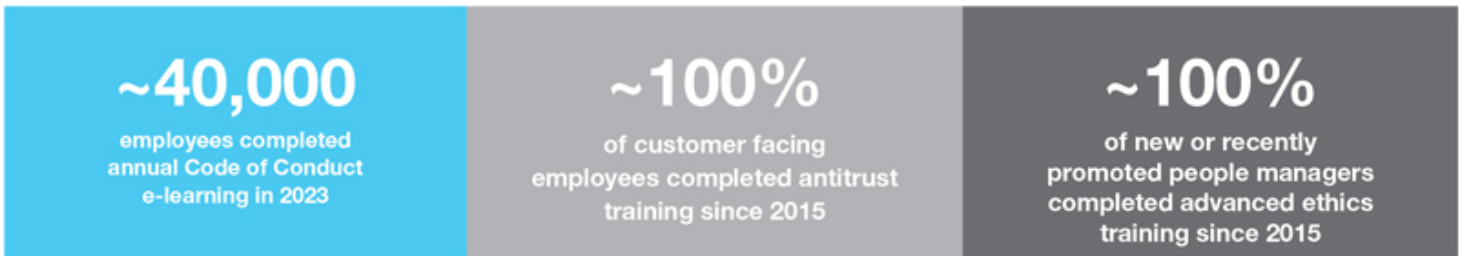 ~40,000
employees completed
annual Code of Conduct
e-learning in 2023
~100%
of customer facing
employees completed antitrust
training since 2015
~100%
of new or recently
promoted people managers
completed advanced ethics
training since 2015